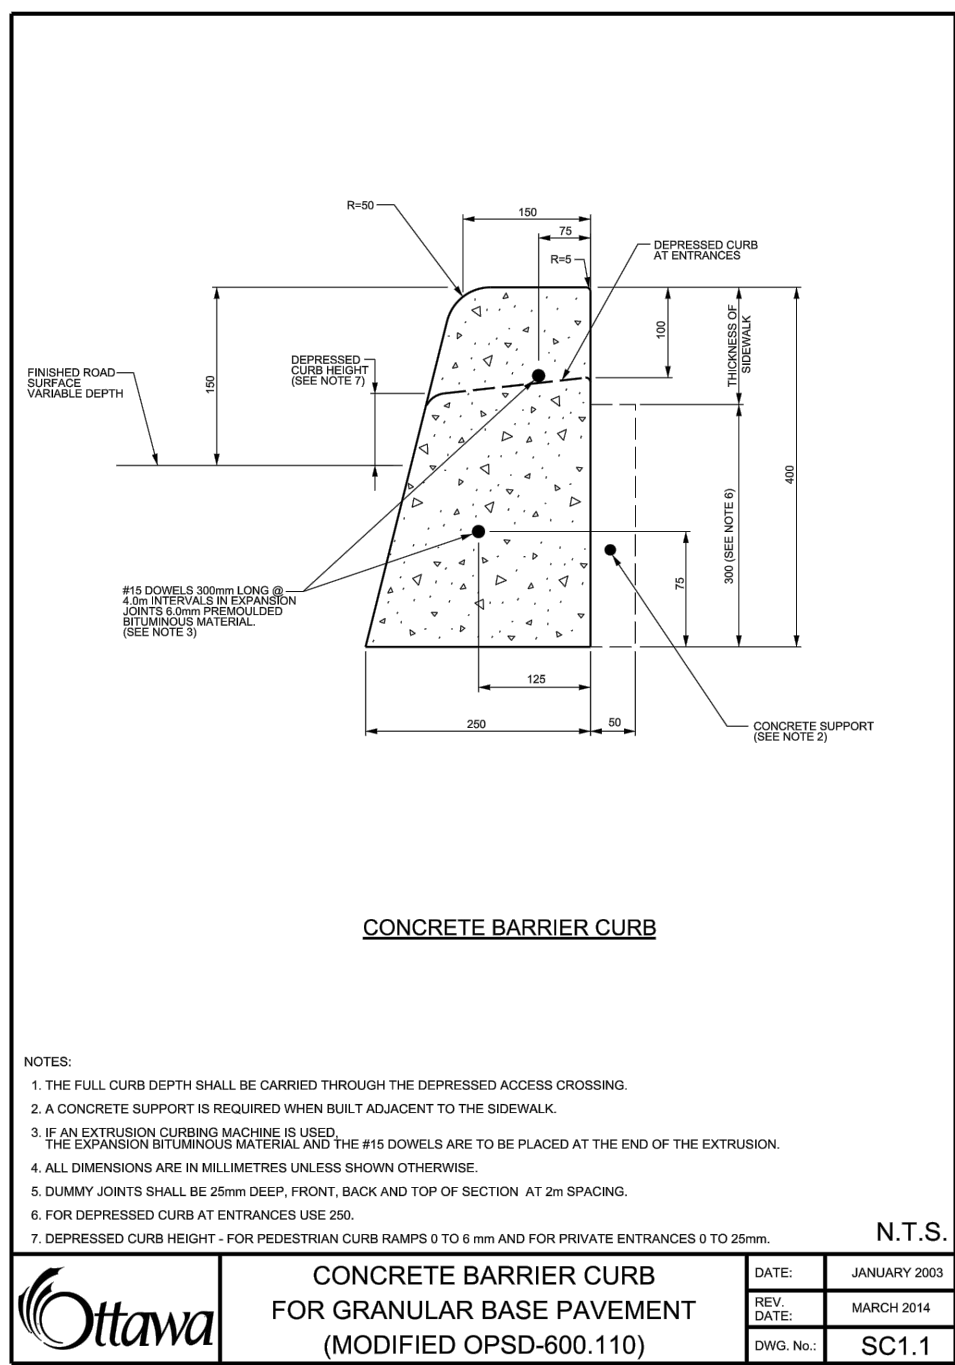 R=50
150
75
R=5
DEPRESSED CURB
AT ENTRANCES
150
FINISHED ROAD
SURFACE
VARIABLE DEPTH
DEPRESSED
CURB HEIGHT
(SEE NOTE 7)
100
THICKNESS OF
SIDEWALK
400
300 (SEE NOTE 6)
75
#15 DOWELS 300mm LONG @
4.0m INTERVALS IN EXPANSION
JOINTS 6.0mm PREMOULDED
BITUMINOUS MATERIAL.
(SEE NOTE 3)
125
250
50
CONCRETE SUPPORT
(SEE NOTE 2)
CONCRETE BARRIER CURB
NOTES:
1. THE FULL CURB DEPTH SHALL BE CARRIED THROUGH THE DEPRESSED ACCESS CROSSING.
2. A CONCRETE SUPPORT IS REQUIRED WHEN BUILT ADJACENT TO THE SIDEWALK.
3. IF AN EXTRUSION CURBING MACHINE IS USED,
THE EXPANSION BITUMINOUS MATERIAL AND THE #15 DOWELS ARE TO BE PLACED AT THE END OF THE EXTRUSION.
4. ALL DIMENSIONS ARE IN MILLIMETRES UNLESS SHOWN OTHERWISE.
5. DUMMY JOINTS SHALL BE 25mm DEEP, FRONT, BACK AND TOP OF SECTION AT 2m SPACING.
6. FOR DEPRESSED CURB AT ENTRANCES USE 250.
7. DEPRESSED CURB HEIGHT - FOR PEDESTRIAN CURB RAMPS 0 TO 6 mm AND FOR PRIVATE ENTRANCES 0 TO 25mm.
N.T.S.
Ottawa
CONCRETE BARRIER CURB
FOR GRANULAR BASE PAVEMENT
(MODIFIED OPSD-600.110)
DATE: JANUARY 2003
REV.
DATE: MARCH 2014
DWG. No.: SC1.1